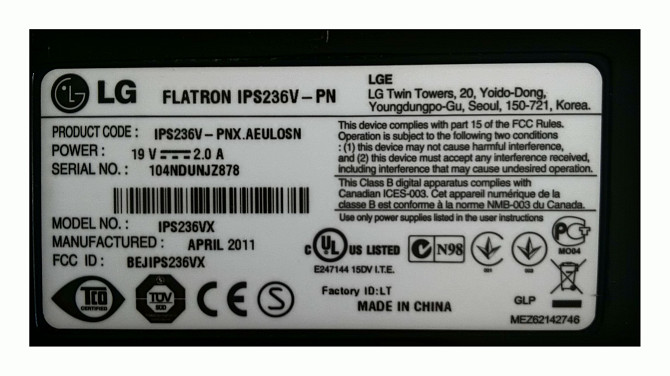 LG FLATRON IPS236V-PN
LGE
LG Twin Towers, 20, Yoido-Dong,
Youngdungpo-Gu, Seoul, 150-721, Korea.
PRODUCT CODE : IPS236V-PNX.AEULOSN
POWER : 19 V 2.0 A
SERIAL NO. : 104NDUNJZ878
MODEL NO. : IPS236VX
MANUFACTURED : APRIL 2011
FCC ID : BEJIPS236VX
This device complies with part 15 of the FCC Rules.
Operation is subject to the following two conditions
: (1) this device may not cause harmful interference,
and (2) this device must accept any interference received,
including interference that may cause undesired operation.
This Class B digital apparatus complies with
Canadian ICES-003. Cet appareil numérique de la
classe B est conforme à la norme NMB-003 du Canada.
Use only power supplies listed in the user instructions
C UL US LISTED
E247144 15DV I.T.E.
N98
MO04
TCO
CERTIFIED
TÜV
CE
S
Factory ID:LT
MADE IN CHINA
GLP
MEZ62142746